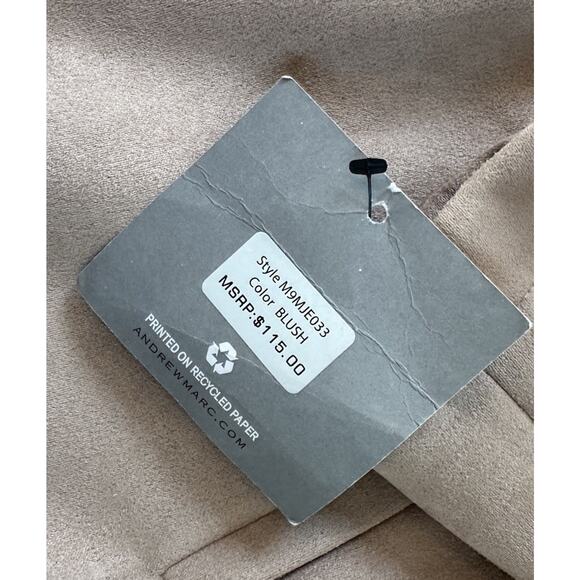 Style M9MJE033
Color BLUSH
MSRP:$115.00
PRINTED ON RECYCLED PAPER
ANDREWMARC.COM